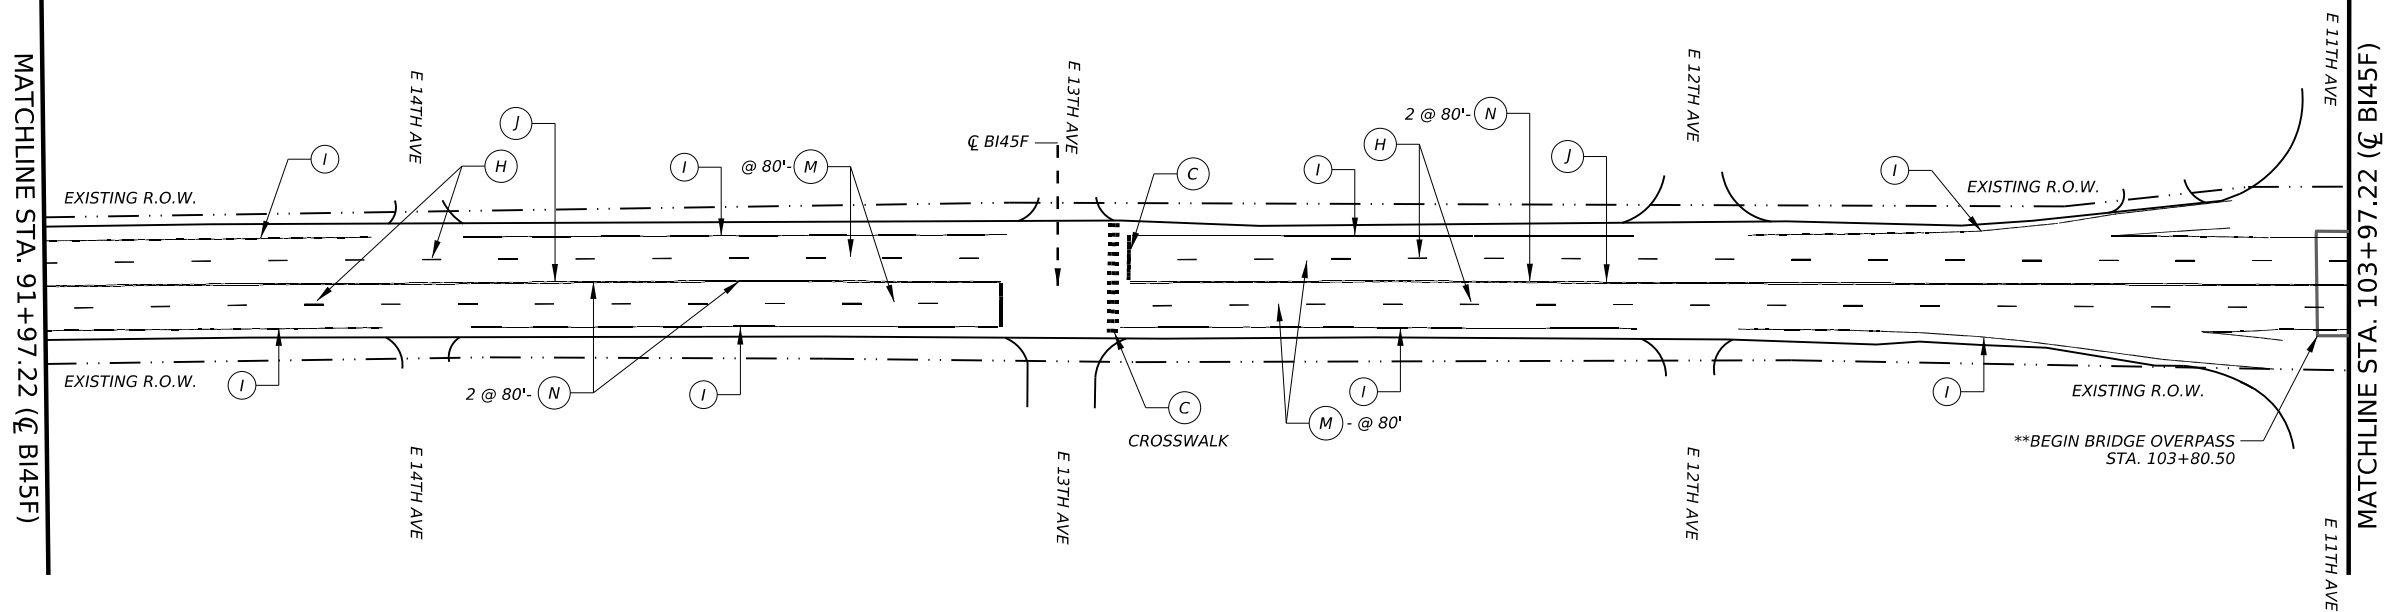 MATCHLINE STA. 91+97.22 (℄ BI45F)
EXISTING R.O.W.
I
E 14TH AVE
J
H
I
@ 80'- M
℄ BI45F
E 13TH AVE
C
I
H
2 @ 80'- N
J
E 12TH AVE
I
EXISTING R.O.W.
E 11TH AVE
MATCHLINE STA. 103+97.22 (℄ BI45F)
EXISTING R.O.W.
I
2 @ 80'- N
I
C
CROSSWALK
I
M - @ 80'
I
EXISTING R.O.W.
**BEGIN BRIDGE OVERPASS
STA. 103+80.50
E 14TH AVE
E 13TH AVE
E 12TH AVE
E 11TH AVE